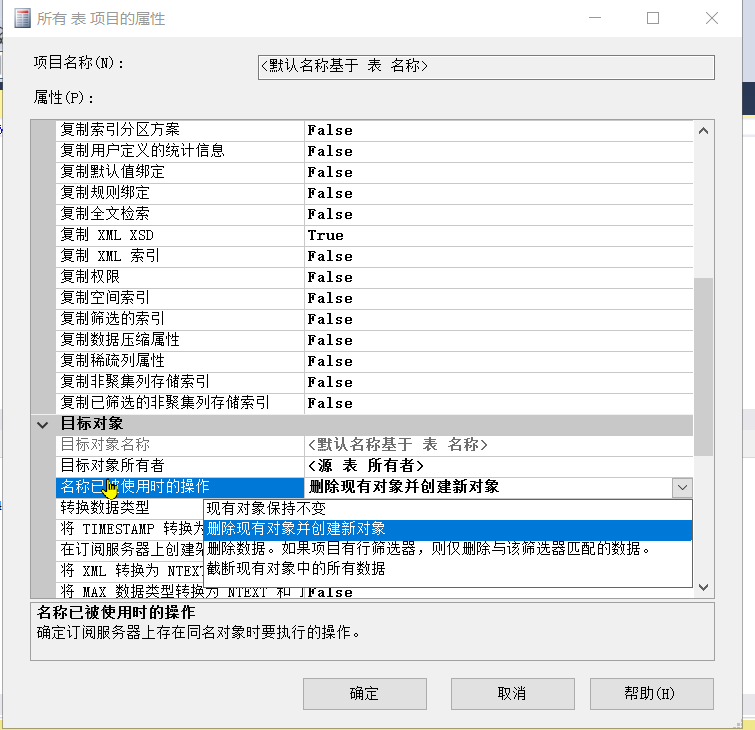 所有 表 项目的属性
项目名称(N)： <默认名称基于 表 名称>
属性(P)：
复制索引分区方案 False
复制用户定义的统计信息 False
复制默认值绑定 False
复制规则绑定 False
复制全文检索 False
复制 XML XSD True
复制 XML 索引 False
复制权限 False
复制空间索引 False
复制筛选的索引 False
复制数据压缩属性 False
复制稀疏列属性 False
复制非聚集列存储索引 False
复制已筛选的非聚集列存储索引 False
目标对象
目标对象名称 <默认名称基于 表 名称>
目标对象所有者 <源 表 所有者>
名称已被使用时的操作 删除现有对象并创建新对象
转换数据类型 现有对象保持不变
将 TIMESTAMP 转换为 删除现有对象并创建新对象
在订阅服务器上创建架 删除数据。如果项目有行筛选器，则仅删除与该筛选器匹配的数据。
将 XML 转换为 NTEXT 截断现有对象中的所有数据
将 MAX 数据类型转换为 NTEXT 和 False
名称已被使用时的操作
确定订阅服务器上存在同名对象时要执行的操作。
确定 取消 帮助(H)